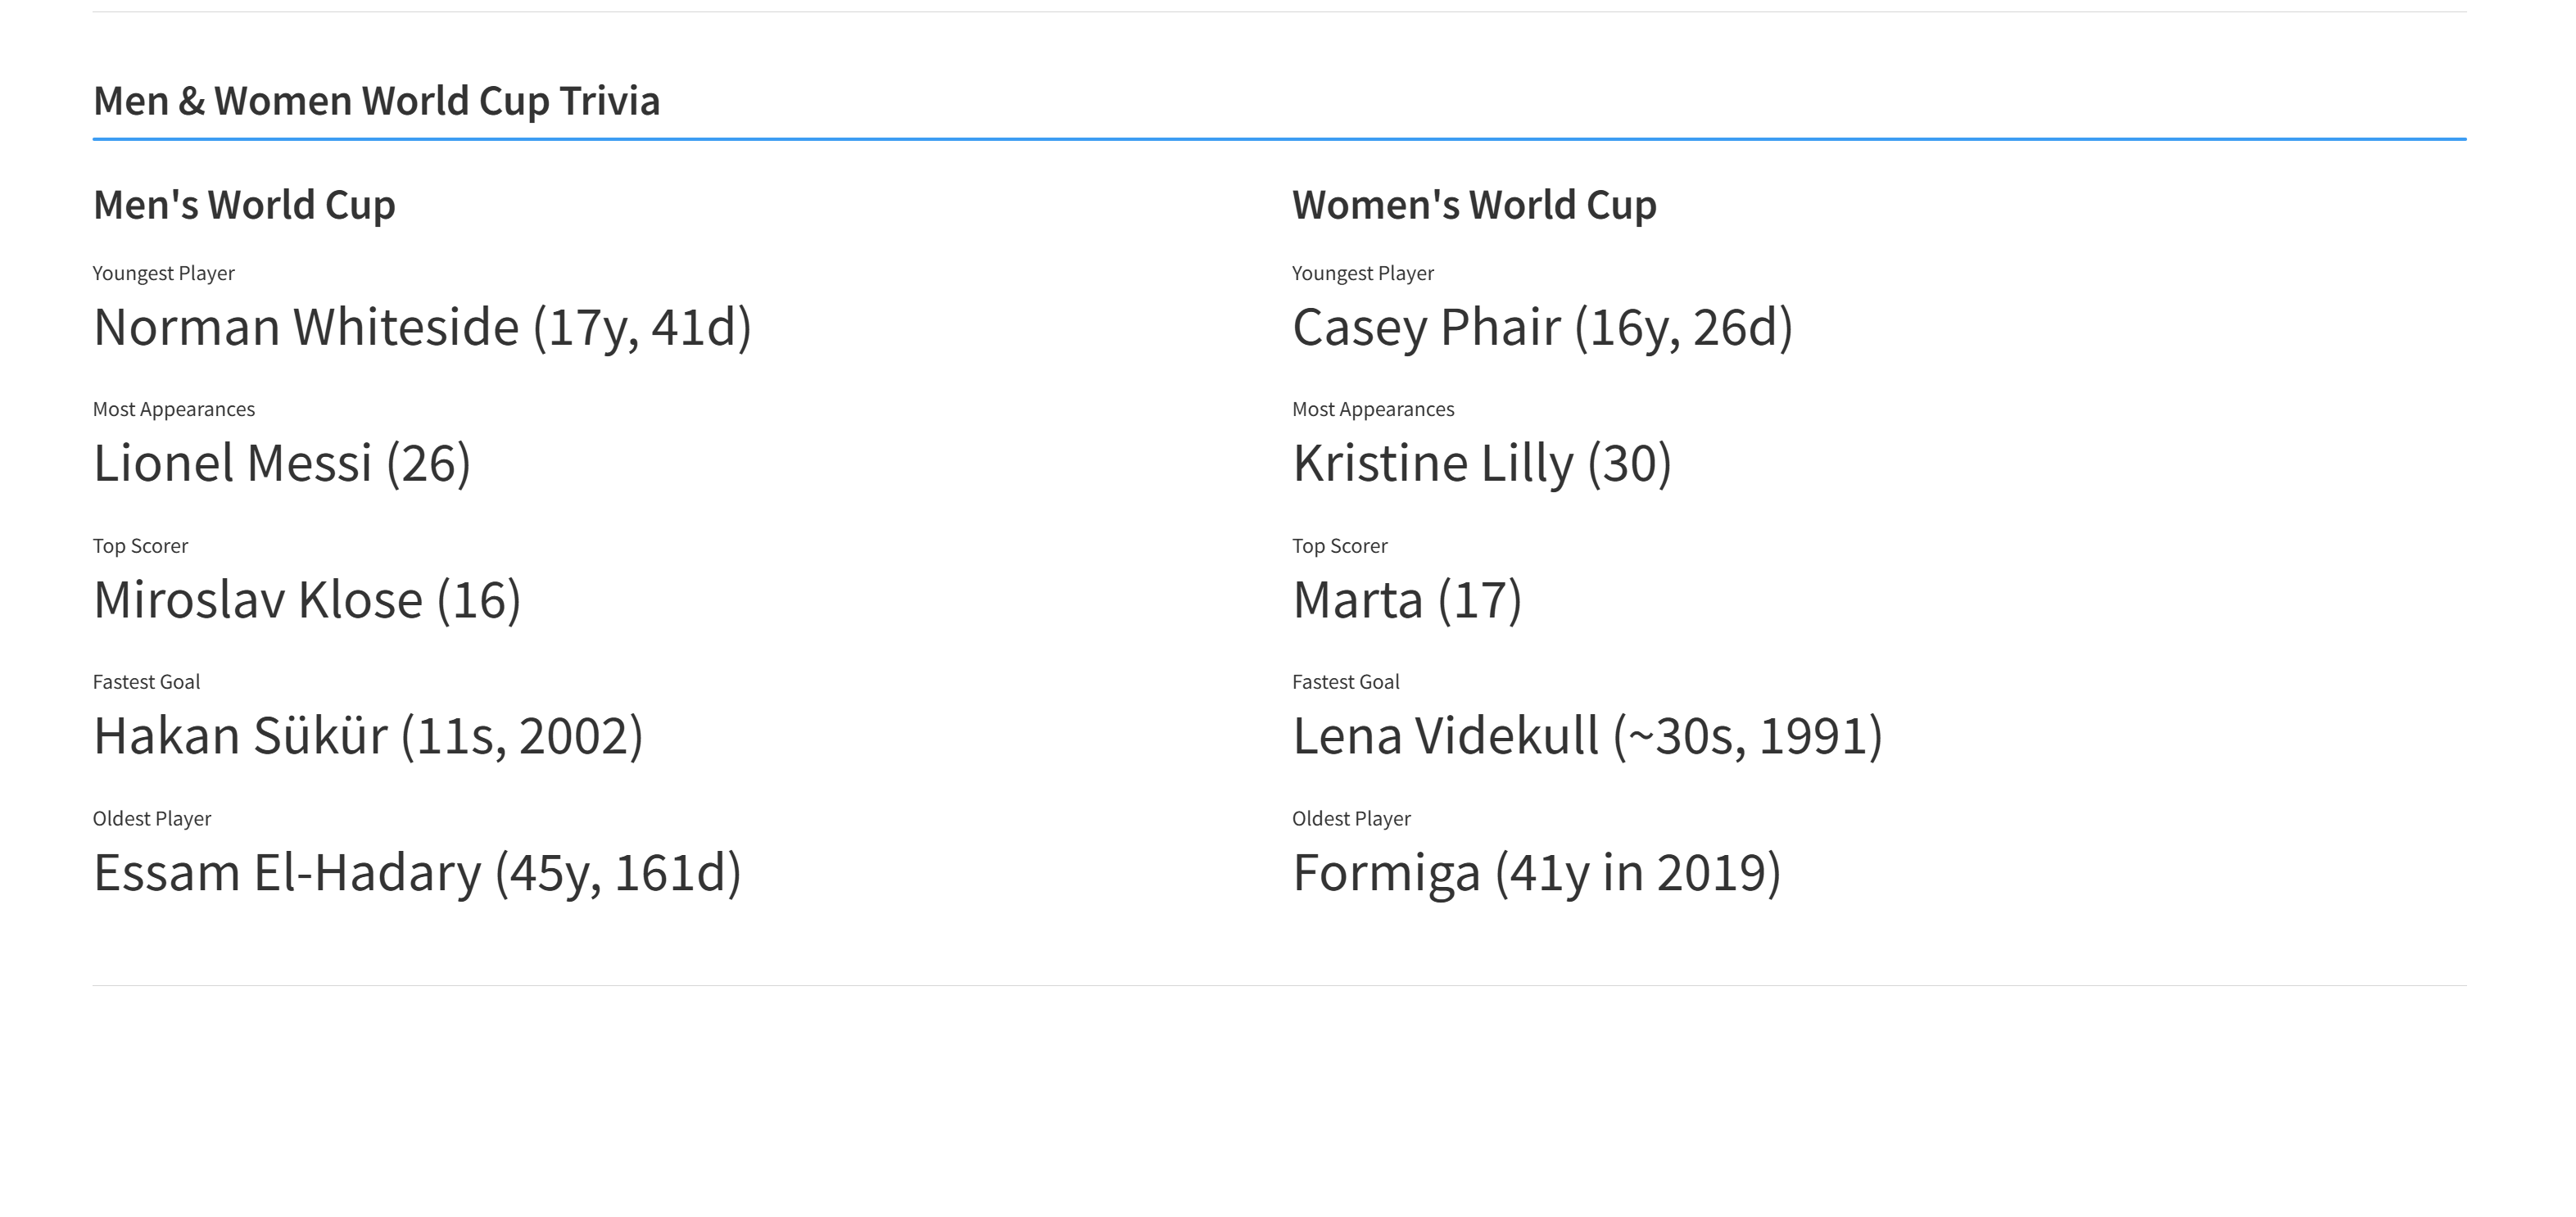 Men & Women World Cup Trivia
Men's World Cup
Youngest Player
Norman Whiteside (17y, 41d)
Most Appearances
Lionel Messi (26)
Top Scorer
Miroslav Klose (16)
Fastest Goal
Hakan Sükür (11s, 2002)
Oldest Player
Essam El-Hadary (45y, 161d)
Women's World Cup
Youngest Player
Casey Phair (16y, 26d)
Most Appearances
Kristine Lilly (30)
Top Scorer
Marta (17)
Fastest Goal
Lena Videkull (~30s, 1991)
Oldest Player
Formiga (41y in 2019)